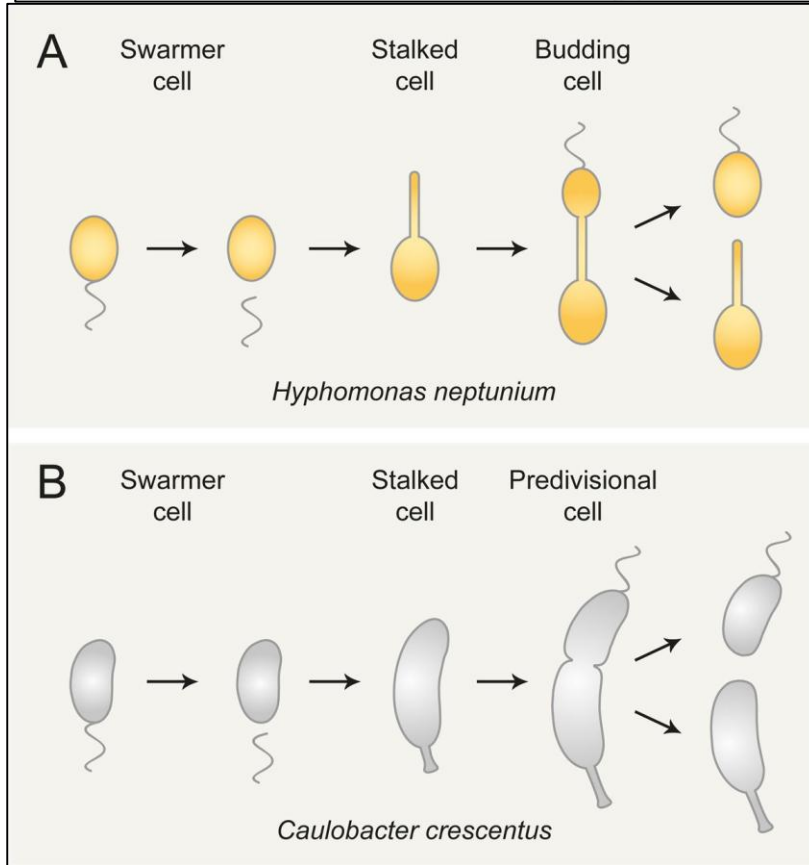 A
Swarmer
cell
Stalked
cell
Budding
cell
Hyphomonas neptunium
B
Swarmer
cell
Stalked
cell
Predivisional
cell
Caulobacter crescentus